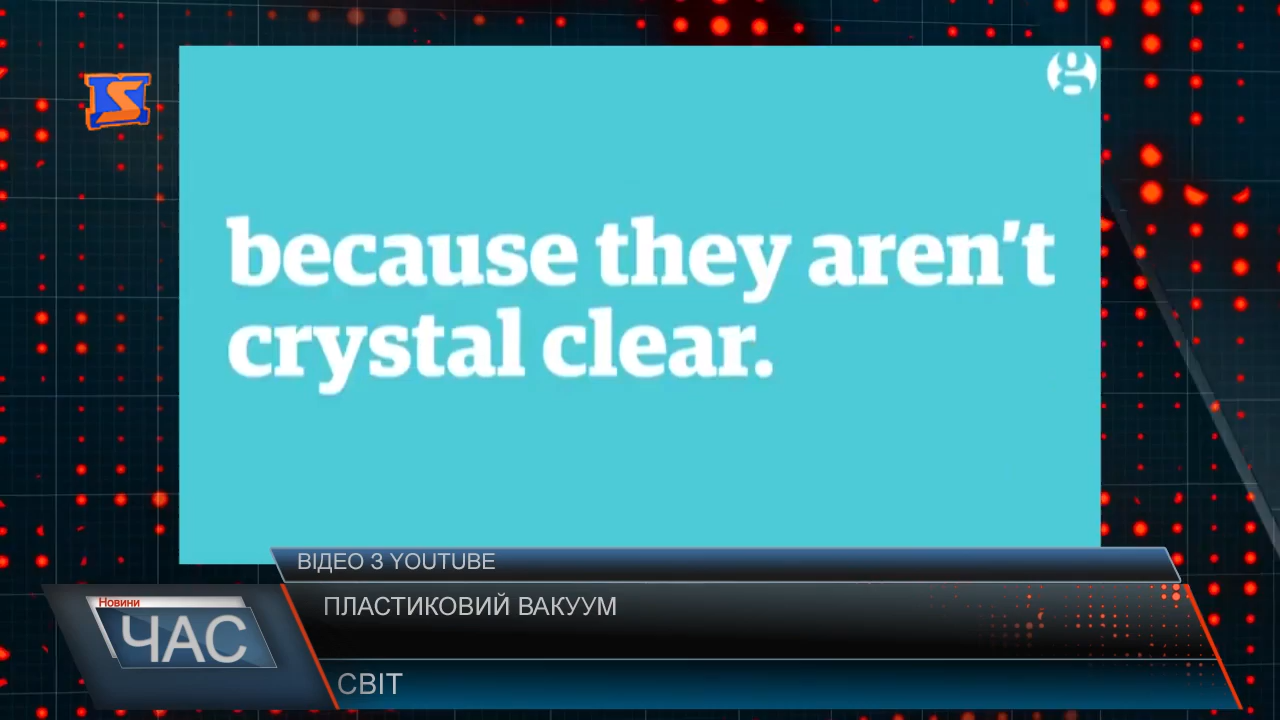 because they aren't
crystal clear.
ВІДЕО З YOUTUBE
Новини
ЧАС
ПЛАСТИКОВИЙ ВАКУУМ
СВІТ